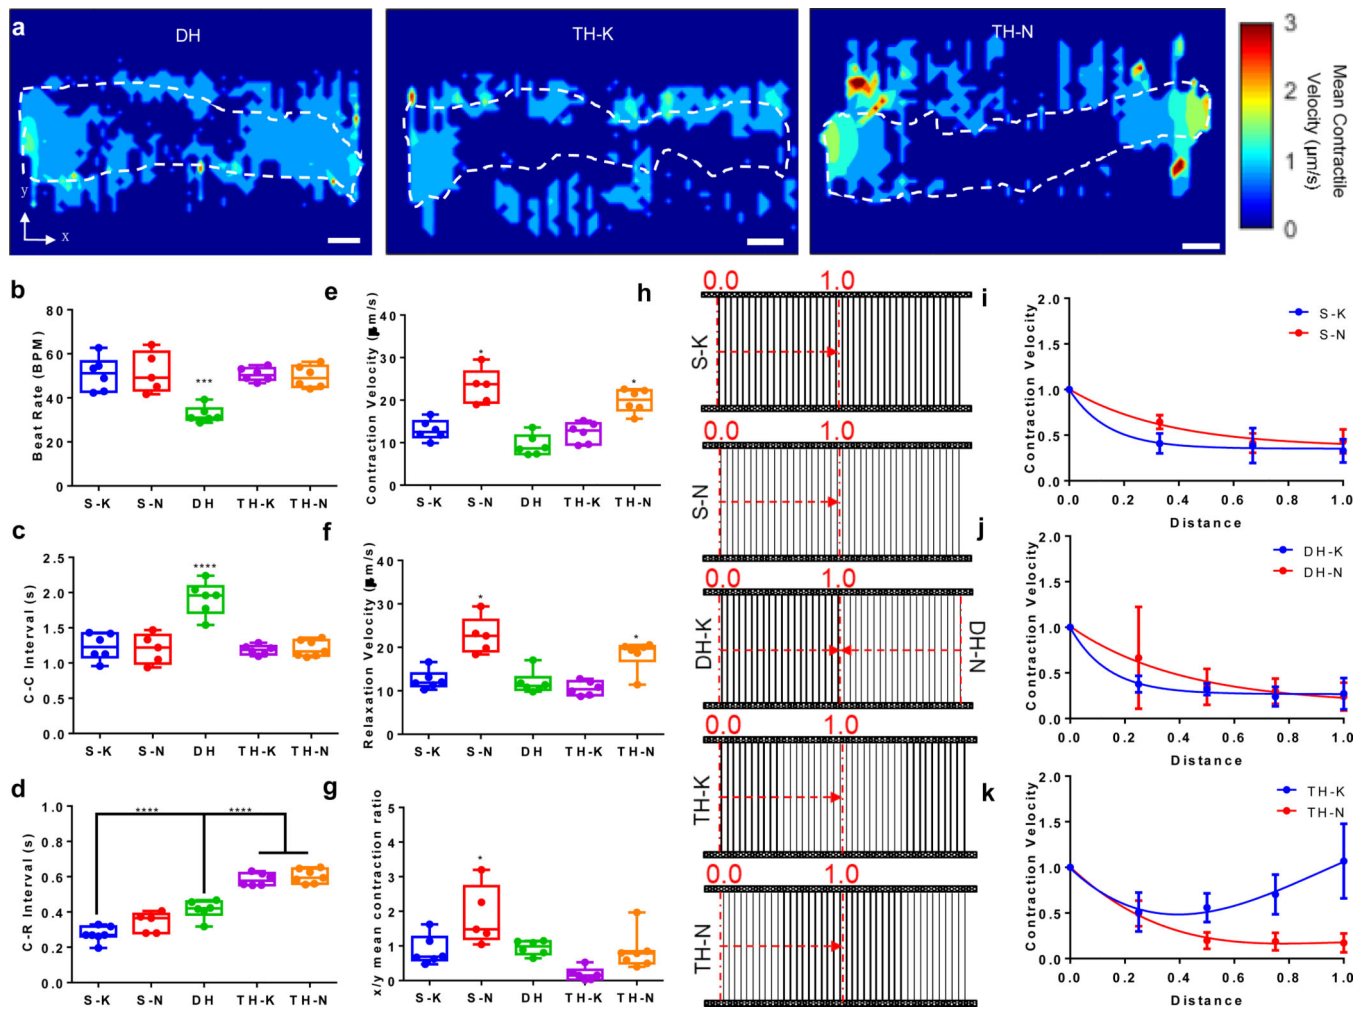 a
DH
TH-K
TH-N
y
x
3
2
1
0
Mean Contractile
Velocity (μm/s)
b
Beat Rate (BPM)
80
60
40
20
0
S-K
S-N
DH
TH-K
TH-N
***
c
C-C Interval (s)
2.5
2.0
1.5
1.0
0.5
0.0
S-K
S-N
DH
TH-K
TH-N
****
d
C-R Interval (s)
1.0
0.8
0.6
0.4
0.2
0.0
S-K
S-N
DH
TH-K
TH-N
****
****
e
Contraction Velocity (μm/s)
40
30
20
10
0
S-K
S-N
DH
TH-K
TH-N
*
*
f
Relaxation Velocity (μm/s)
40
30
20
10
0
S-K
S-N
DH
TH-K
TH-N
*
*
g
x/y mean contraction ratio
5
4
3
2
1
0
S-K
S-N
DH
TH-K
TH-N
*
h
0.0
1.0
S-K
S-N
0.0
1.0
DH-K
DH-N
0.0
1.0
TH-K
0.0
1.0
TH-N
i
Contraction Velocity
2.0
1.5
1.0
0.5
0.0
0.0
0.2
0.4
0.6
0.8
1.0
Distance
S-K
S-N
j
Contraction Velocity
2.0
1.5
1.0
0.5
0.0
0.0
0.2
0.4
0.6
0.8
1.0
Distance
DH-K
DH-N
k
Contraction Velocity
2.0
1.5
1.0
0.5
0.0
0.0
0.2
0.4
0.6
0.8
1.0
Distance
TH-K
TH-N